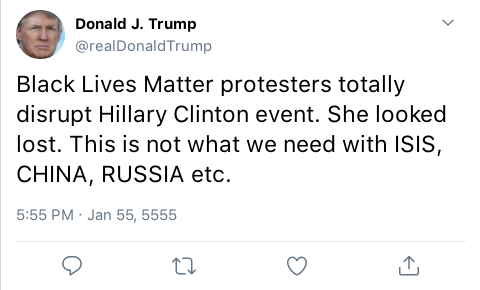 Donald J. Trump
@realDonaldTrump
Black Lives Matter protesters totally
disrupt Hillary Clinton event. She looked
lost. This is not what we need with ISIS,
CHINA, RUSSIA etc.
5:55 PM · Jan 55, 5555